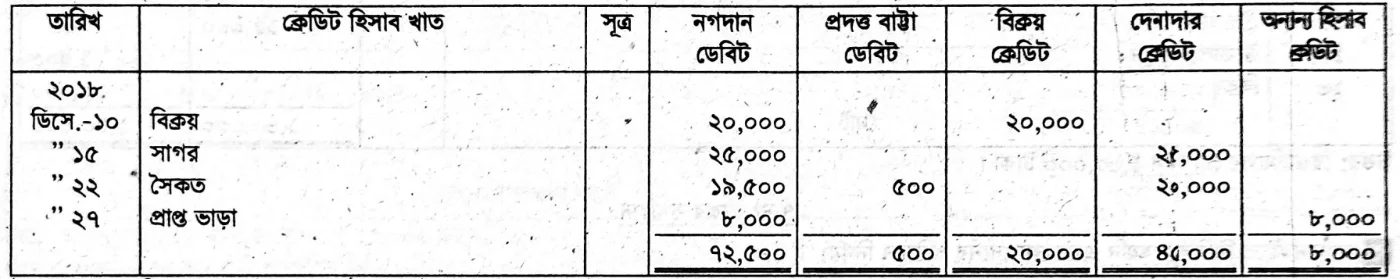 তারিখ ক্রেডিট হিসাব খাত সূত্র নগদান ডেবিট প্রদত্ত বাট্টা ডেবিট বিক্রয় ক্রেডিট দেনাদার ক্রেডিট অন্যান্য হিসাব ক্রেডিট
২০১৮
ডিসে.-১০ বিক্রয় ২০,০০০ ২০,০০০
" ১৫ সাগর ২৫,০০০ ২৫,০০০
" ২২ সৈকত ১৯,৫০০ ৫০০ ২০,০০০
" ২৭ প্রাপ্ত ভাড়া ৮,০০০ ৮,০০০
৭২,৫০০ ৫০০ ২০,০০০ ৪৫,০০০ ৮,০০০